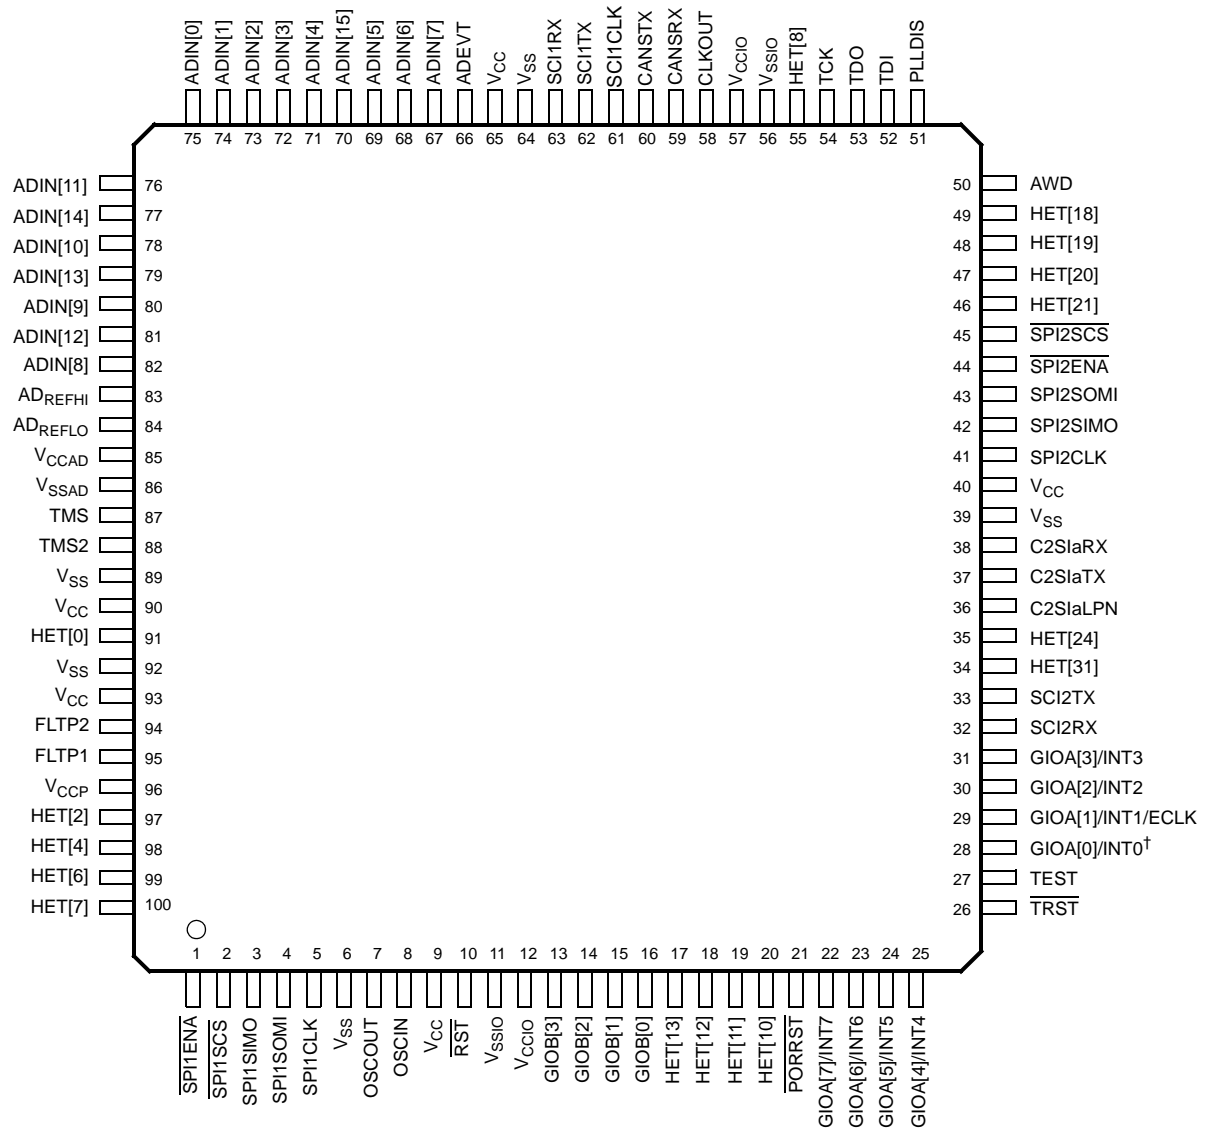 ADIN[0]
ADIN[1]
ADIN[2]
ADIN[3]
ADIN[4]
ADIN[15]
ADIN[5]
ADIN[6]
ADIN[7]
ADEVT
VCC
VSS
SCI1RX
SCI1TX
SCI1CLK
CANSTX
CANSRX
CLKOUT
VCCIO
VSSIO
HET[8]
TCK
TDO
TDI
PLLDIS
75 74 73 72 71 70 69 68 67 66 65 64 63 62 61 60 59 58 57 56 55 54 53 52 51
ADIN[11] 76 50 AWD
ADIN[14] 77 49 HET[18]
ADIN[10] 78 48 HET[19]
ADIN[13] 79 47 HET[20]
ADIN[9] 80 46 HET[21]
ADIN[12] 81 45 SPI2SCS
ADIN[8] 82 44 SPI2ENA
ADREFHI 83 43 SPI2SOMI
ADREFLO 84 42 SPI2SIMO
VCCAD 85 41 SPI2CLK
VSSAD 86 40 VCC
TMS 87 39 VSS
TMS2 88 38 C2SIaRX
VSS 89 37 C2SIaTX
VCC 90 36 C2SIaLPN
HET[0] 91 35 HET[24]
VSS 92 34 HET[31]
VCC 93 33 SCI2TX
FLTP2 94 32 SCI2RX
FLTP1 95 31 GIOA[3]/INT3
VCCP 96 30 GIOA[2]/INT2
HET[2] 97 29 GIOA[1]/INT1/ECLK
HET[4] 98 28 GIOA[0]/INT0†
HET[6] 99 27 TEST
HET[7] 100 26 TRST
1 2 3 4 5 6 7 8 9 10 11 12 13 14 15 16 17 18 19 20 21 22 23 24 25
SPI1ENA
SPI1SCS
SPI1SIMO
SPI1SOMI
SPI1CLK
VSS
OSCOUT
OSCIN
VCC
RST
VSSIO
VCCIO
GIOB[3]
GIOB[2]
GIOB[1]
GIOB[0]
HET[13]
HET[12]
HET[11]
HET[10]
PORRST
GIOA[7]/INT7
GIOA[6]/INT6
GIOA[5]/INT5
GIOA[4]/INT4